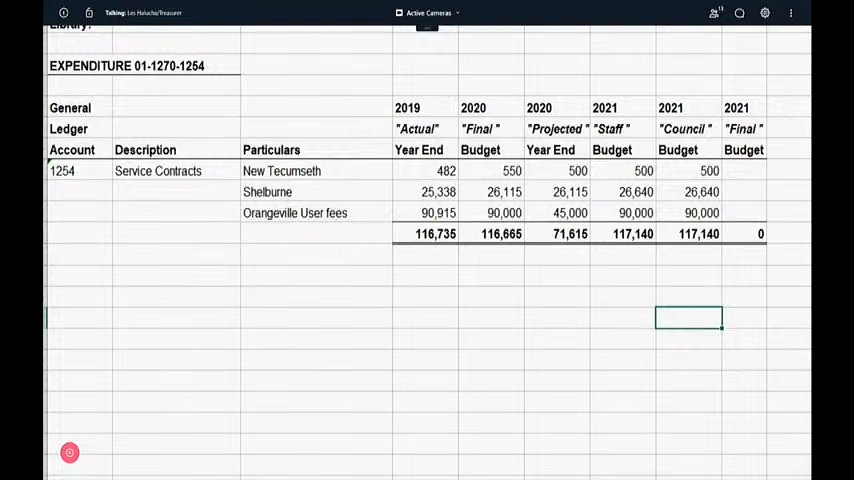 Talking: Les Halucha/Treasurer
Active Cameras
13
Library:
EXPENDITURE 01-1270-1254
General 2019 2020 2020 2021 2021 2021
Ledger "Actual" "Final " "Projected " "Staff " "Council " "Final "
Account Description Particulars Year End Budget Year End Budget Budget Budget
1254 Service Contracts New Tecumseth 482 550 500 500 500
Shelburne 25,338 26,115 26,115 26,640 26,640
Orangeville User fees 90,915 90,000 45,000 90,000 90,000
116,735 116,665 71,615 117,140 117,140 0